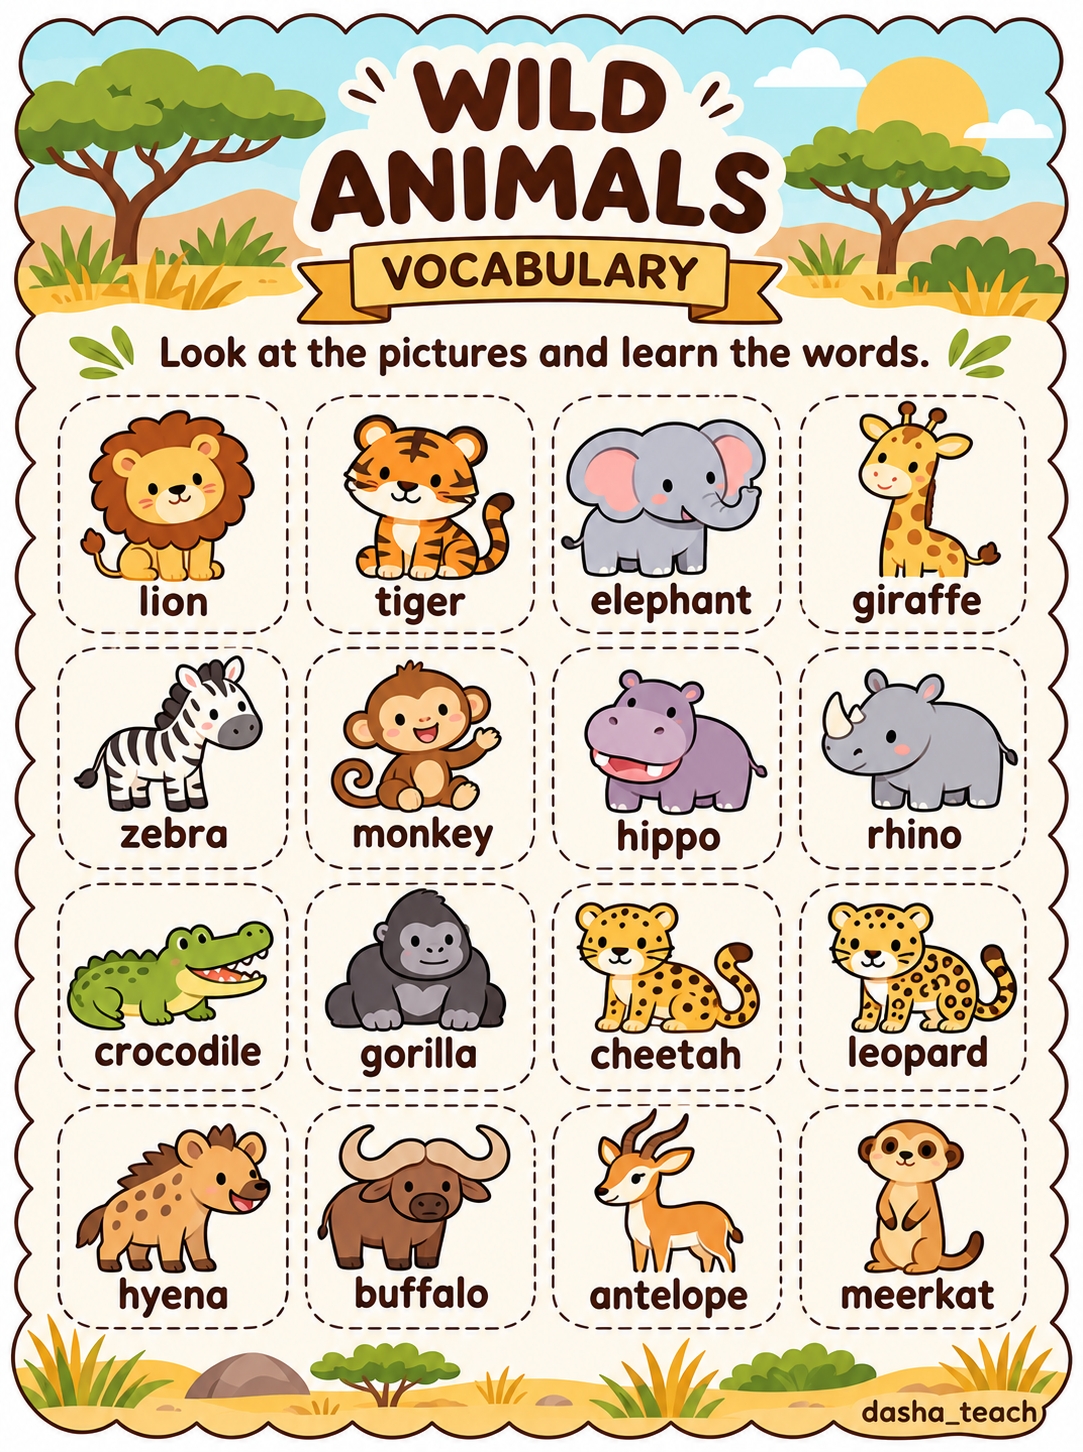 WILD
ANIMALS
VOCABULARY
Look at the pictures and learn the words.
lion
tiger
elephant
giraffe
zebra
monkey
hippo
rhino
crocodile
gorilla
cheetah
leopard
hyena
buffalo
antelope
meerkat
dasha_teach